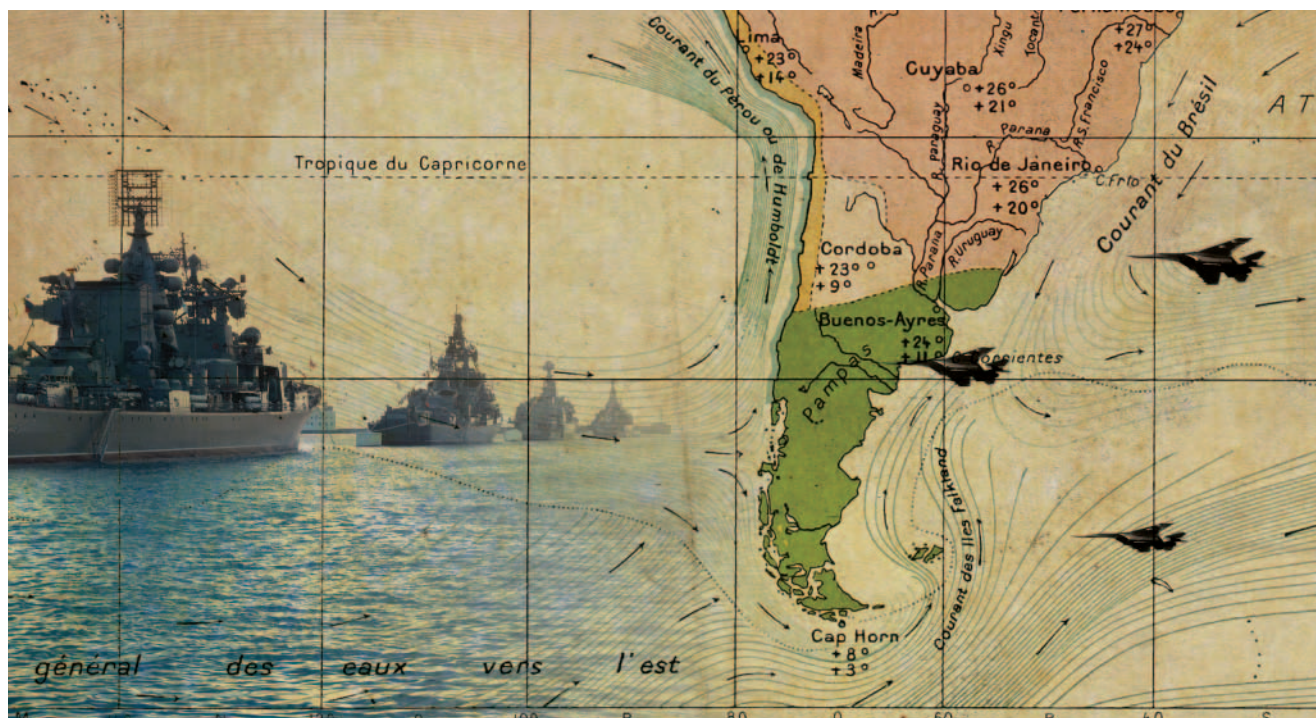 Lima
+23°
+14°
Courant du Pérou ou de Humboldt
Madeira
Xingu
Tocant
+27°
+24°
Cuyaba
+26°
+21°
R. Paraguay
R.S. Francisco
Parana
Tropique du Capricorne
Rio de Janeiro
+26°
+20°
C. Frio
Courant du Brésil
AT
Cordoba
+23°
+9°
R. Parana
R. Uruguay
Buenos-Ayres
+24°
+11°
Pampas
Courant des Iles Falkland
Cap Horn
+8°
+3°
général des eaux vers l'est